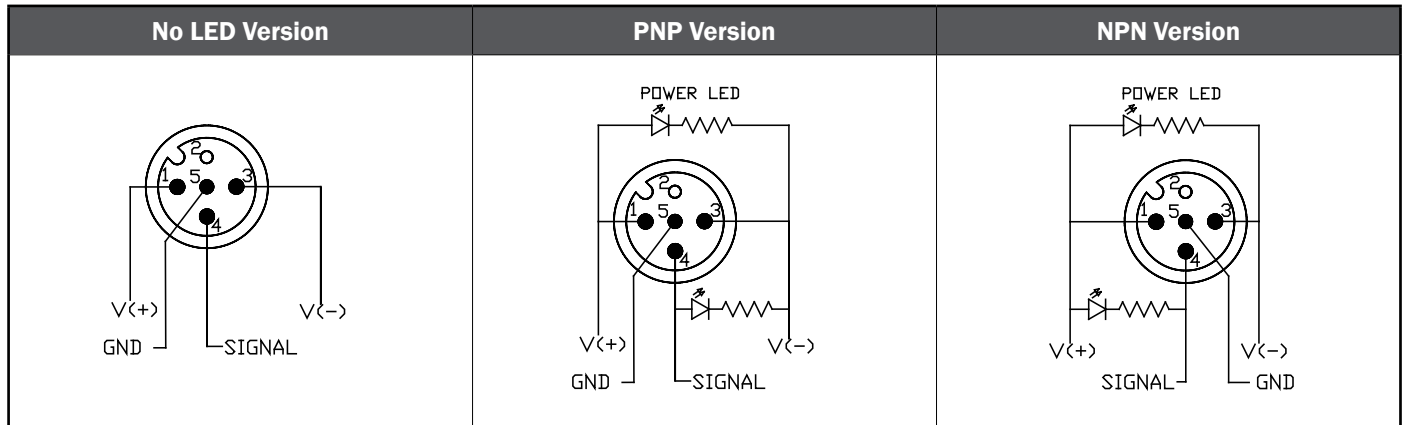 No LED Version
PNP Version
NPN Version
2
1 5 3
4
V(+) V(-)
GND SIGNAL
POWER LED
2
1 5 3
4
V(+) V(-)
GND SIGNAL
POWER LED
2
1 5 3
4
V(+) V(-)
SIGNAL GND